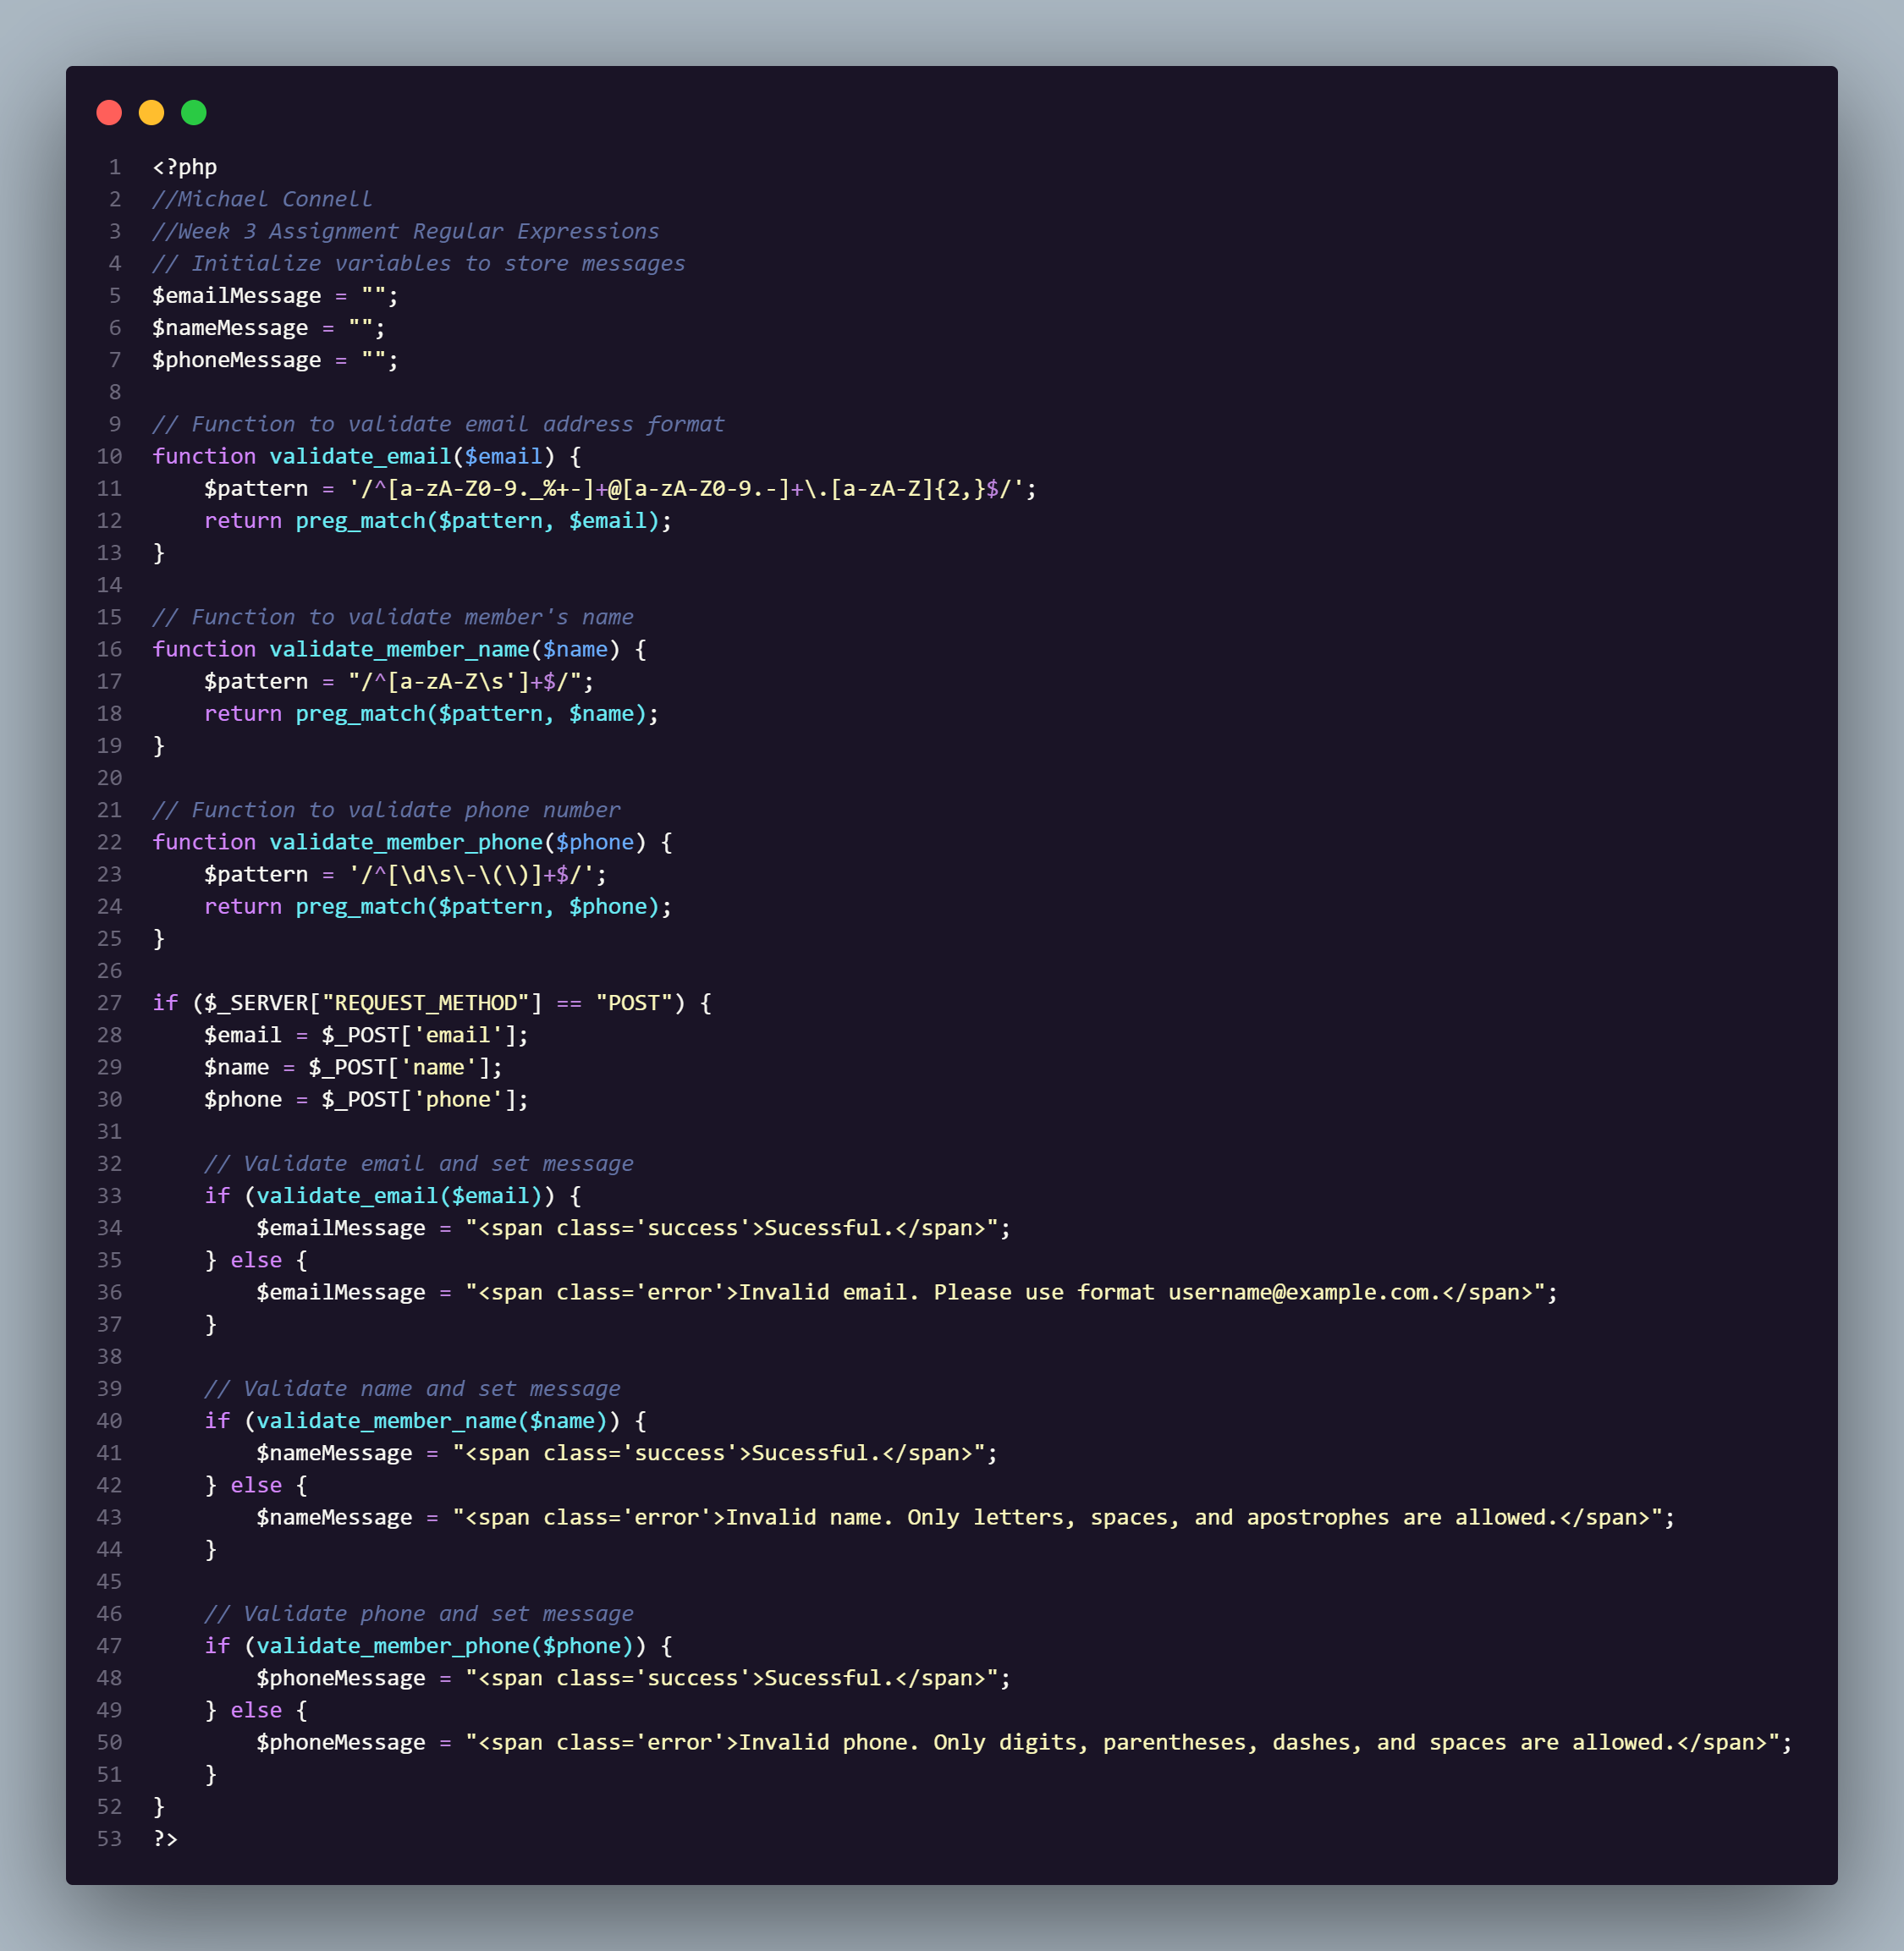 1 <?php
2 //Michael Connell
3 //Week 3 Assignment Regular Expressions
4 // Initialize variables to store messages
5 $emailMessage = "";
6 $nameMessage = "";
7 $phoneMessage = "";
8
9 // Function to validate email address format
10 function validate_email($email) {
11     $pattern = '/^[a-zA-Z0-9._%+-]+@[a-zA-Z0-9.-]+\.[a-zA-Z]{2,}$/';
12     return preg_match($pattern, $email);
13 }
14
15 // Function to validate member's name
16 function validate_member_name($name) {
17     $pattern = "/^[a-zA-Z\s']+$/";
18     return preg_match($pattern, $name);
19 }
20
21 // Function to validate phone number
22 function validate_member_phone($phone) {
23     $pattern = '/^[\d\s\-\(\)]+$/';
24     return preg_match($pattern, $phone);
25 }
26
27 if ($_SERVER["REQUEST_METHOD"] == "POST") {
28     $email = $_POST['email'];
29     $name = $_POST['name'];
30     $phone = $_POST['phone'];
31
32     // Validate email and set message
33     if (validate_email($email)) {
34         $emailMessage = "<span class='success'>Sucessful.</span>";
35     } else {
36         $emailMessage = "<span class='error'>Invalid email. Please use format username@example.com.</span>";
37     }
38
39     // Validate name and set message
40     if (validate_member_name($name)) {
41         $nameMessage = "<span class='success'>Sucessful.</span>";
42     } else {
43         $nameMessage = "<span class='error'>Invalid name. Only letters, spaces, and apostrophes are allowed.</span>";
44     }
45
46     // Validate phone and set message
47     if (validate_member_phone($phone)) {
48         $phoneMessage = "<span class='success'>Sucessful.</span>";
49     } else {
50         $phoneMessage = "<span class='error'>Invalid phone. Only digits, parentheses, dashes, and spaces are allowed.</span>";
51     }
52 }
53 ?>